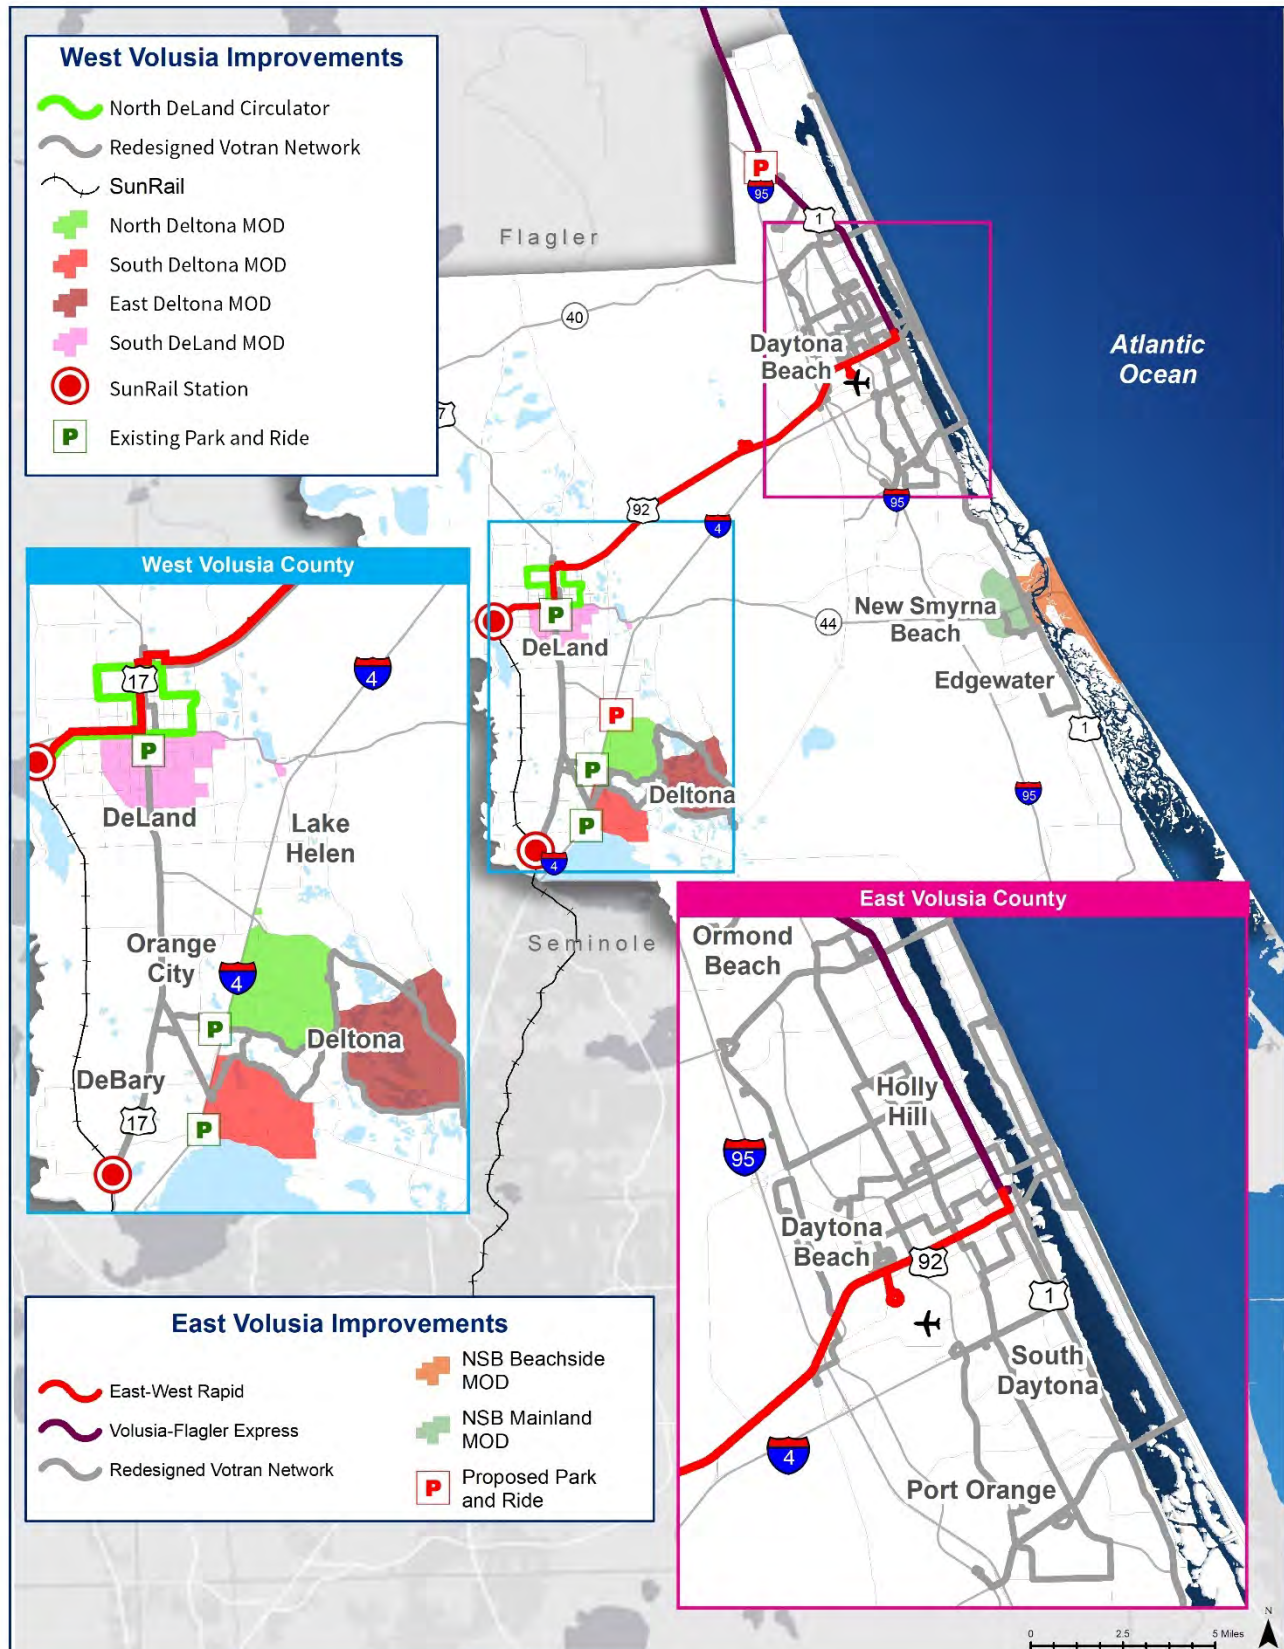 West Volusia Improvements
North DeLand Circulator
Redesigned Votran Network
SunRail
North Deltona MOD
South Deltona MOD
East Deltona MOD
South DeLand MOD
SunRail Station
P
Existing Park and Ride
P
95
1
Flagler
40
Daytona
Beach
Atlantic
Ocean
7
92
4
95
P
DeLand
44
New Smyrna
Beach
Edgewater
1
P
P
Deltona
P
4
95
Seminole
West Volusia County
4
17
P
DeLand
Lake
Helen
Orange
City
4
P
Deltona
DeBary
17
P
East Volusia County
Ormond
Beach
Holly
Hill
95
Daytona
Beach
92
1
South
Daytona
4
Port Orange
East Volusia Improvements
East-West Rapid
Volusia-Flagler Express
Redesigned Votran Network
NSB Beachside
MOD
NSB Mainland
MOD
P
Proposed Park
and Ride
N
0 2.5 5 Miles